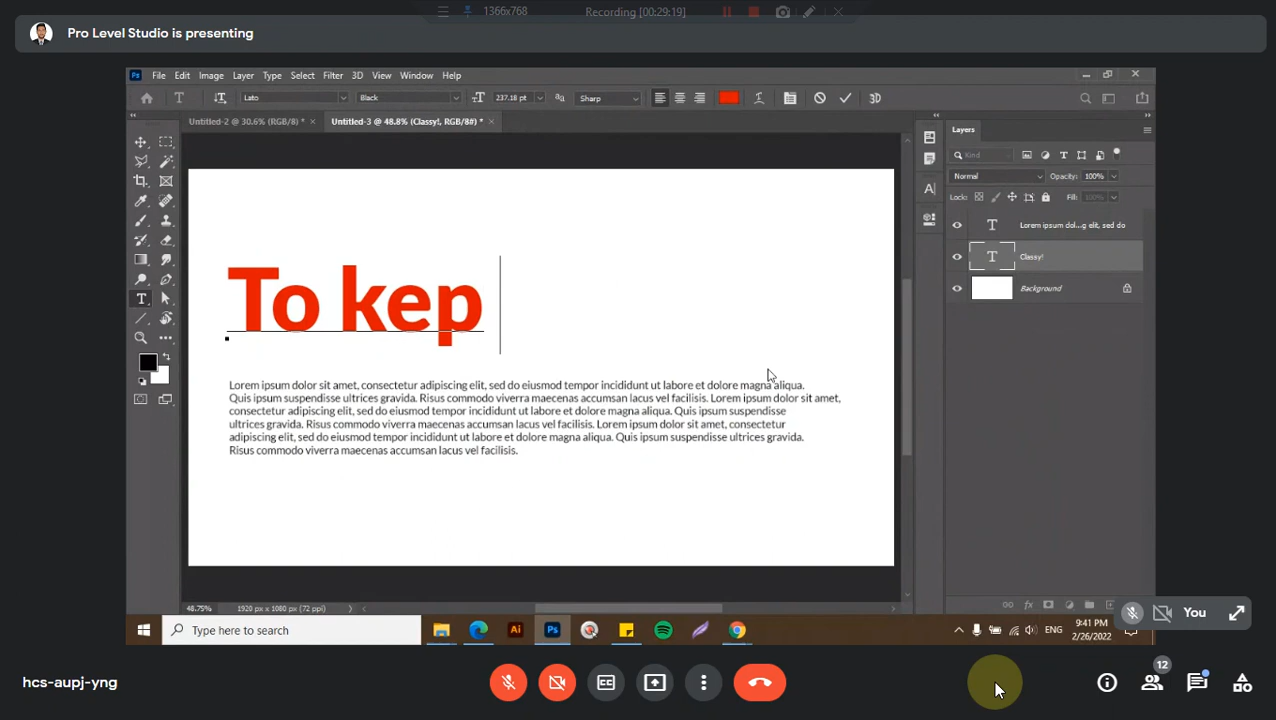 1366x768
Recording [00:29:19]
Pro Level Studio is presenting
Ps File Edit Image Layer Type Select Filter 3D View Window Help
T Lato Black 237.18 pt Sharp 3D
Untitled-2 @ 30.6% (RGB/8) * × Untitled-3 @ 48.8% (Classy!, RGB/8#) * ×
Layers
Kind
Normal Opacity: 100%
Lock: Fill: 100%
T Lorem ipsum dol...g elit, sed do
T Classy!
Background
To kep
Lorem ipsum dolor sit amet, consectetur adipiscing elit, sed do eiusmod tempor incididunt ut labore et dolore magna aliqua.
Quis ipsum suspendisse ultrices gravida. Risus commodo viverra maecenas accumsan lacus vel facilisis. Lorem ipsum dolor sit amet,
consectetur adipiscing elit, sed do eiusmod tempor incididunt ut labore et dolore magna aliqua. Quis ipsum suspendisse
ultrices gravida. Risus commodo viverra maecenas accumsan lacus vel facilisis. Lorem ipsum dolor sit amet, consectetur
adipiscing elit, sed do eiusmod tempor incididunt ut labore et dolore magna aliqua. Quis ipsum suspendisse ultrices gravida.
Risus commodo viverra maecenas accumsan lacus vel facilisis.
48.75% 1920 px x 1080 px (72 ppi)
You
Type here to search
Ai Ps
ENG
9:41 PM
2/26/2022
hcs-aupj-yng
CC
12